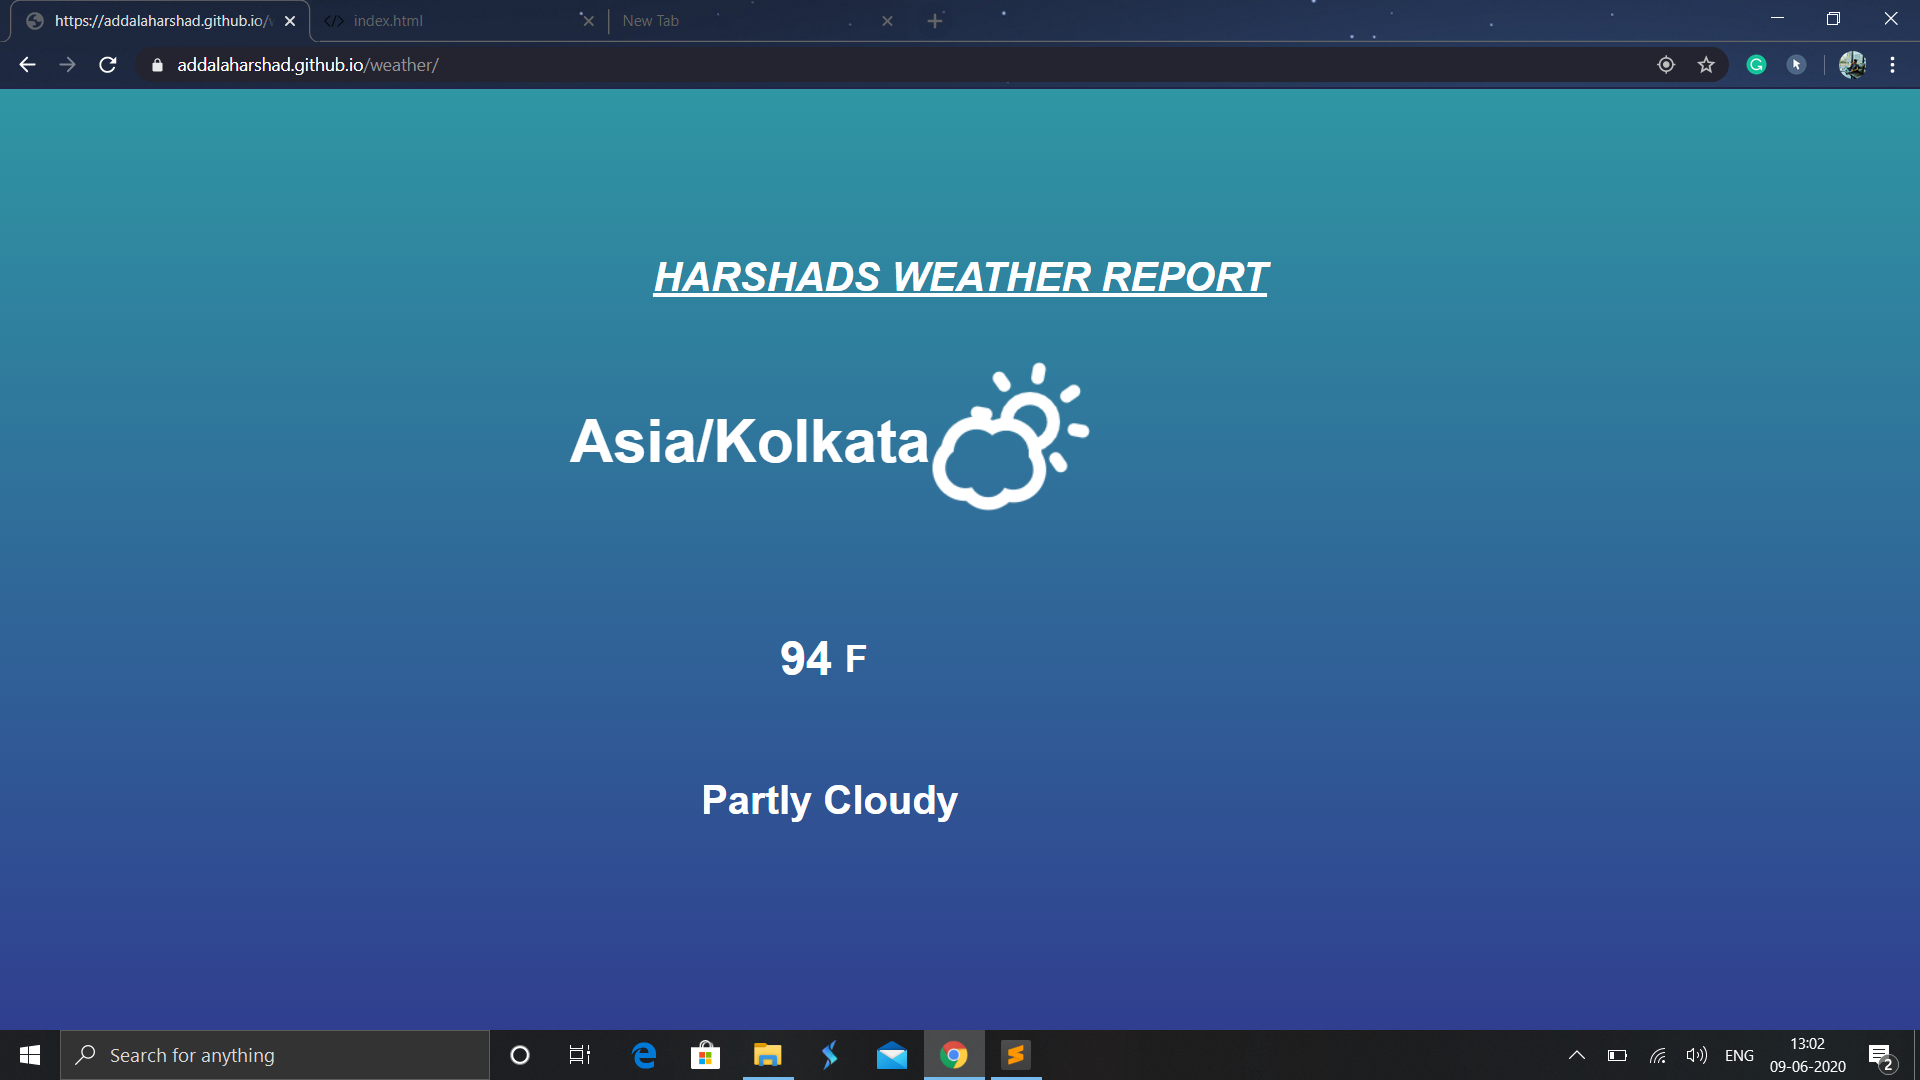 https://addalaharshad.github.io/
index.html
New Tab
addalaharshad.github.io/weather/
HARSHADS WEATHER REPORT
Asia/Kolkata
94 F
Partly Cloudy
Search for anything
ENG
13:02
09-06-2020
2